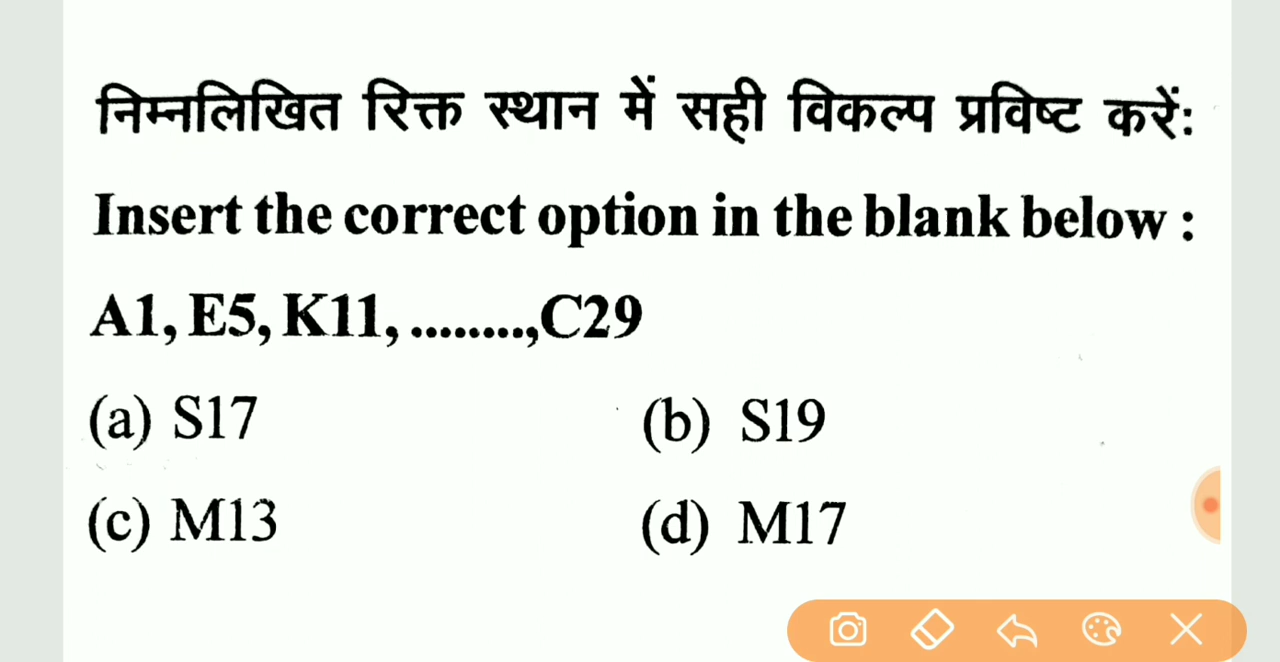 निम्नलिखित रिक्त स्थान में सही विकल्प प्रविष्ट करें:
Insert the correct option in the blank below :
A1, E5, K11, ........,C29
(a) S17 (b) S19
(c) M13 (d) M17